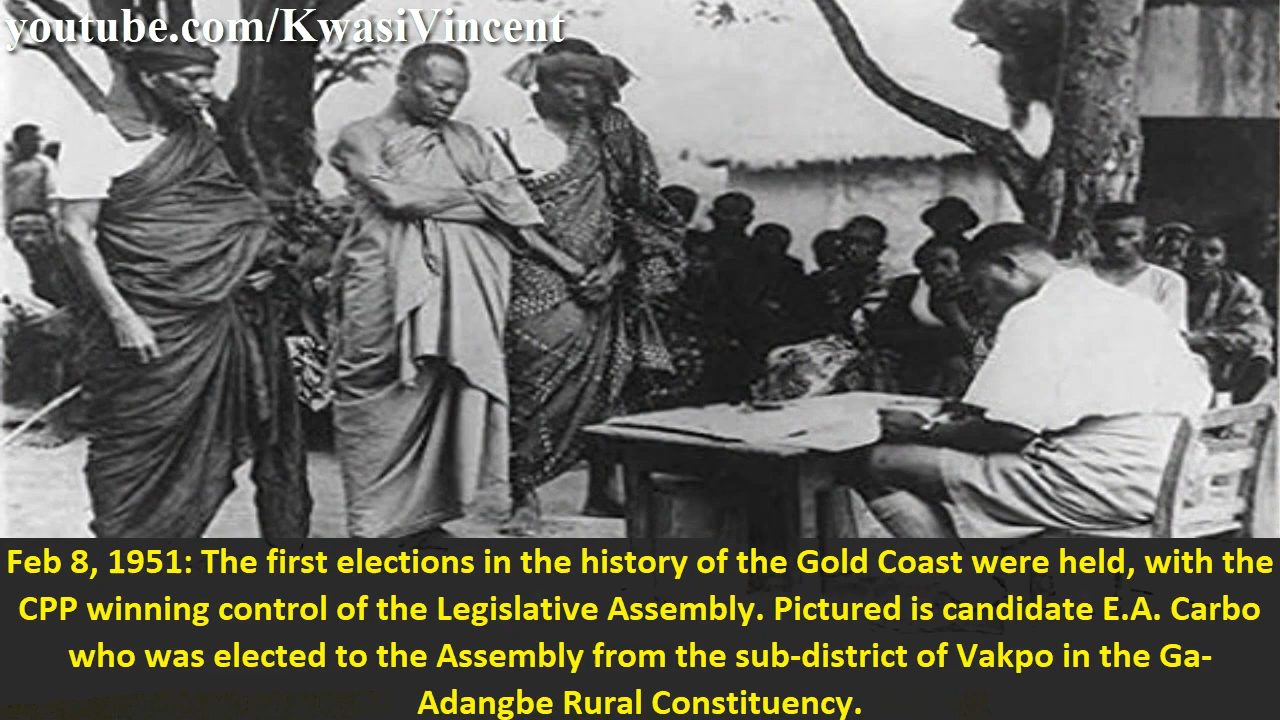 youtube.com/KwasiVincent
Feb 8, 1951: The first elections in the history of the Gold Coast were held, with the
CPP winning control of the Legislative Assembly. Pictured is candidate E.A. Carbo
who was elected to the Assembly from the sub-district of Vakpo in the Ga-
Adangbe Rural Constituency.